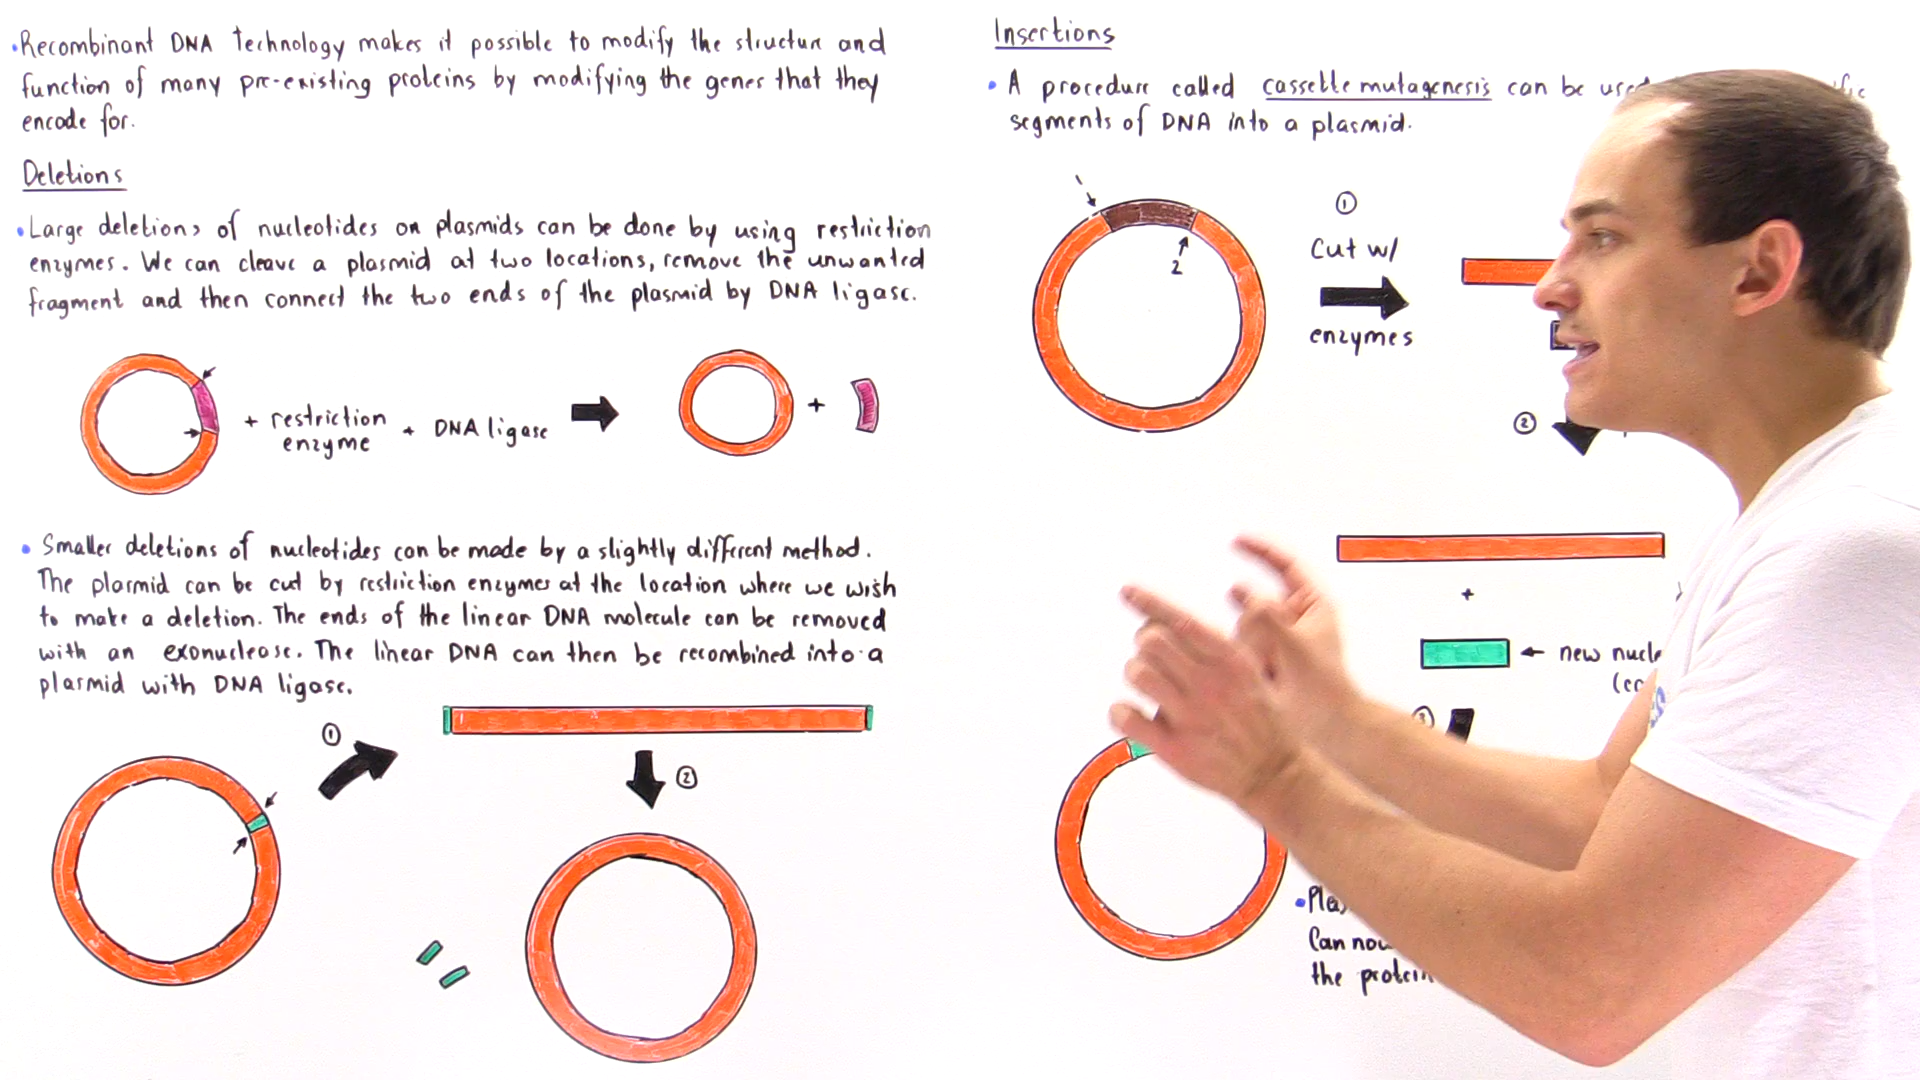 •Recombinant DNA Technology makes it possible to modify the structure and
function of many pre-existing proteins by modifying the genes that they
encode for.
Deletions
•Large deletions of nucleotides on plasmids can be done by using restriction
enzymes. We can cleave a plasmid at two locations, remove the unwanted
fragment and then connect the two ends of the plasmid by DNA ligase.
+ restriction
enzyme
+ DNA ligase
+
• Smaller deletions of nucleotides can be made by a slightly different method.
The plasmid can be cut by restriction enzymes at the location where we wish
to make a deletion. The ends of the linear DNA molecule can be removed
with an exonuclease. The linear DNA can then be recombined into a
plasmid with DNA ligase.
①
②
Insertions
• A procedure called cassette mutagenesis can be
segments of DNA into a plasmid.
2
①
Cut w/
enzymes
②
+
← new
•
Can
the